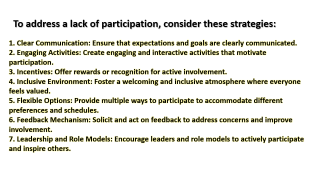 To address a lack of participation, consider these strategies:
1. Clear Communication: Ensure that expectations and goals are clearly communicated.
2. Engaging Activities: Create engaging and interactive activities that motivate
participation.
3. Incentives: Offer rewards or recognition for active involvement.
4. Inclusive Environment: Foster a welcoming and inclusive atmosphere where everyone
feels valued.
5. Flexible Options: Provide multiple ways to participate to accommodate different
preferences and schedules.
6. Feedback Mechanism: Solicit and act on feedback to address concerns and improve
involvement.
7. Leadership and Role Models: Encourage leaders and role models to actively participate
and inspire others.